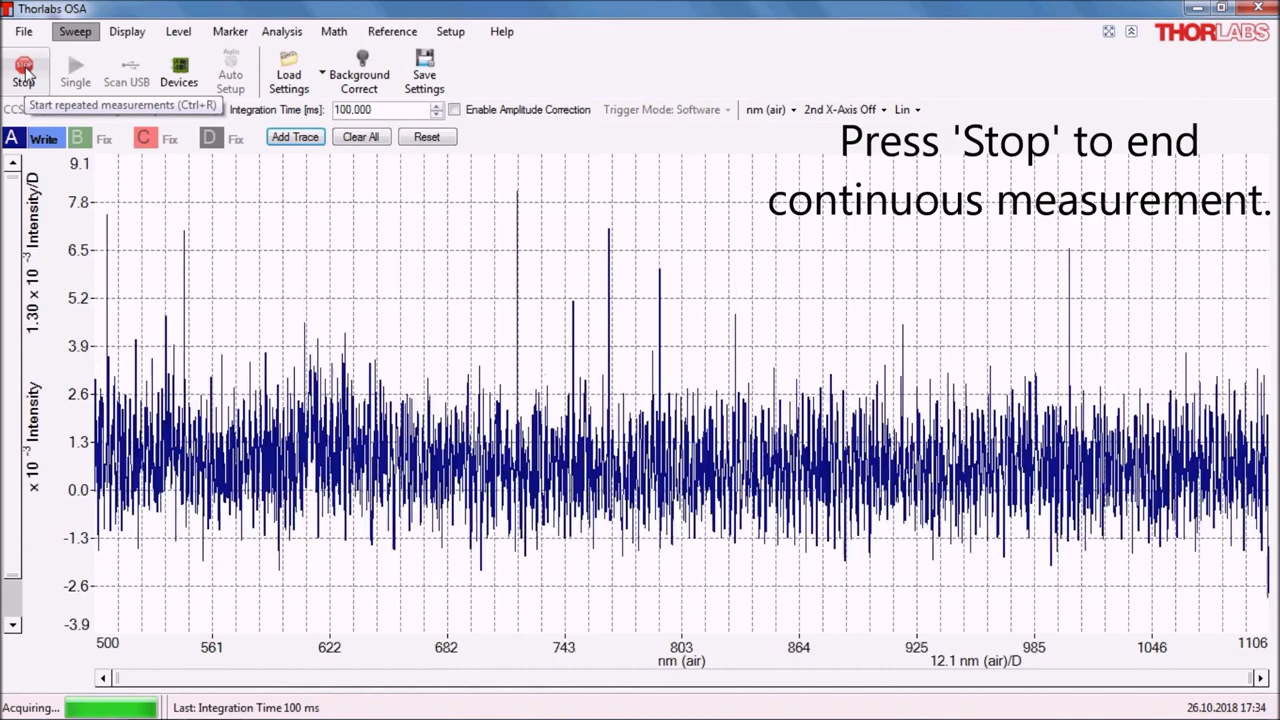 Thorlabs OSA
File Sweep Display Level Marker Analysis Math Reference Setup Help
THORLABS
Stop Single Scan USB Devices Auto Setup Load Settings Background Correct Save Settings
Start repeated measurements (Ctrl+R)
CCS
Integration Time [ms]: 100,000 Enable Amplitude Correction Trigger Mode: Software nm (air) 2nd X-Axis Off Lin
A Write B Fix C Fix D Fix Add Trace Clear All Reset
Press 'Stop' to end
continuous measurement.
9.1
7.8
6.5
5.2
3.9
2.6
1.3
0.0
-1.3
-2.6
-3.9
1.30 x 10 -3 Intensity/D
x 10 -3 Intensity
500 561 622 682 743 803 864 925 985 1046 1106
nm (air) 12.1 nm (air)/D
Acquiring... Last: Integration Time 100 ms 26.10.2018 17:34